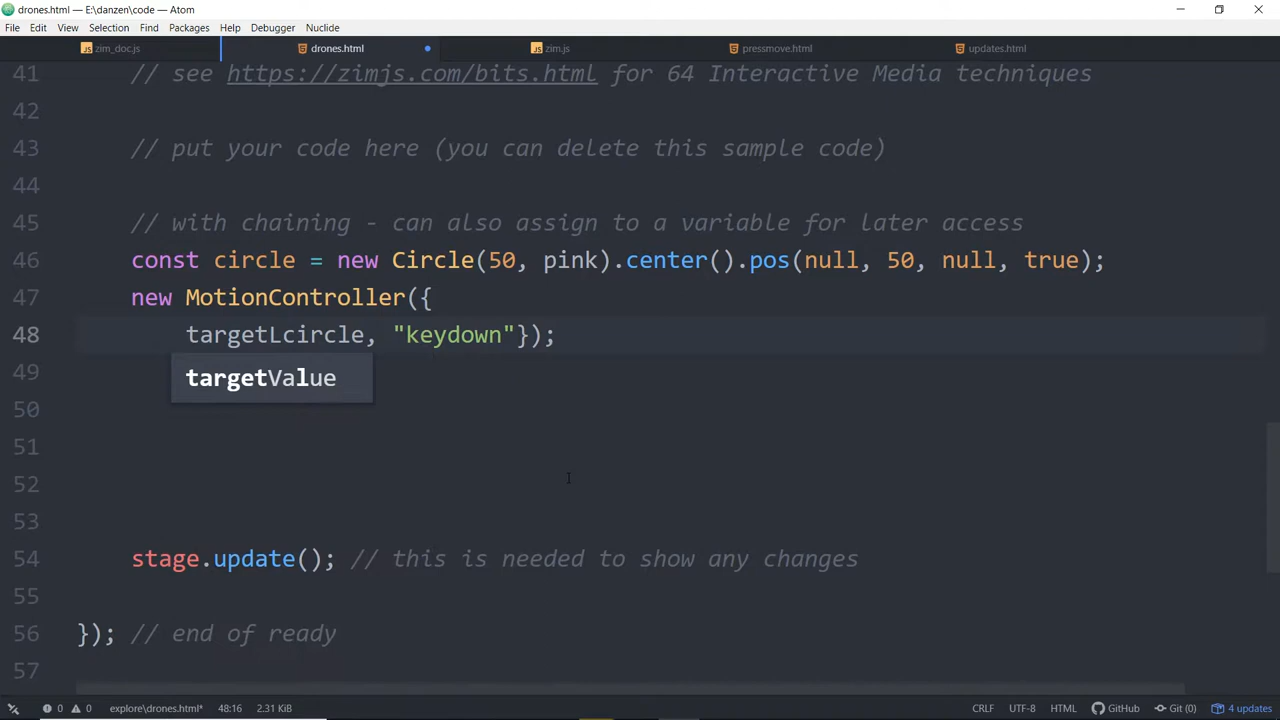 drones.html — E:\danzen\code — Atom
File Edit View Selection Find Packages Help Debugger Nuclide
JS zim_doc.js drones.html JS zim.js pressmove.html updates.html
41 // see https://zimjs.com/bits.html for 64 Interactive Media techniques
42
43 // put your code here (you can delete this sample code)
44
45 // with chaining - can also assign to a variable for later access
46 const circle = new Circle(50, pink).center().pos(null, 50, null, true);
47 new MotionController({
48 targetLcircle, "keydown"});
49 targetValue
50
51
52
53
54 stage.update(); // this is needed to show any changes
55
56 }); // end of ready
57
0 0 explore\drones.html* 48:16 2.31 KiB CRLF UTF-8 HTML GitHub Git (0) 4 updates